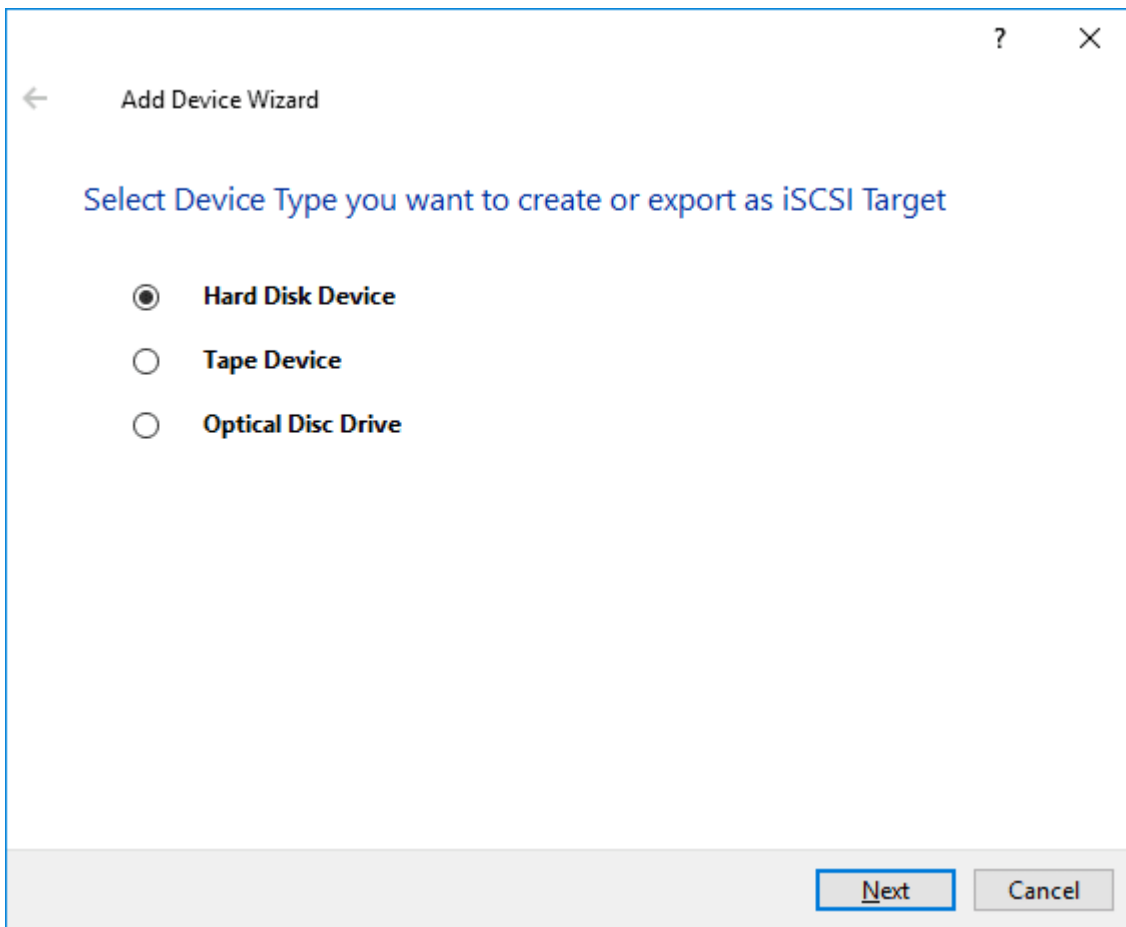 ?
Add Device Wizard
Select Device Type you want to create or export as iSCSI Target
Hard Disk Device
Tape Device
Optical Disc Drive
Next Cancel